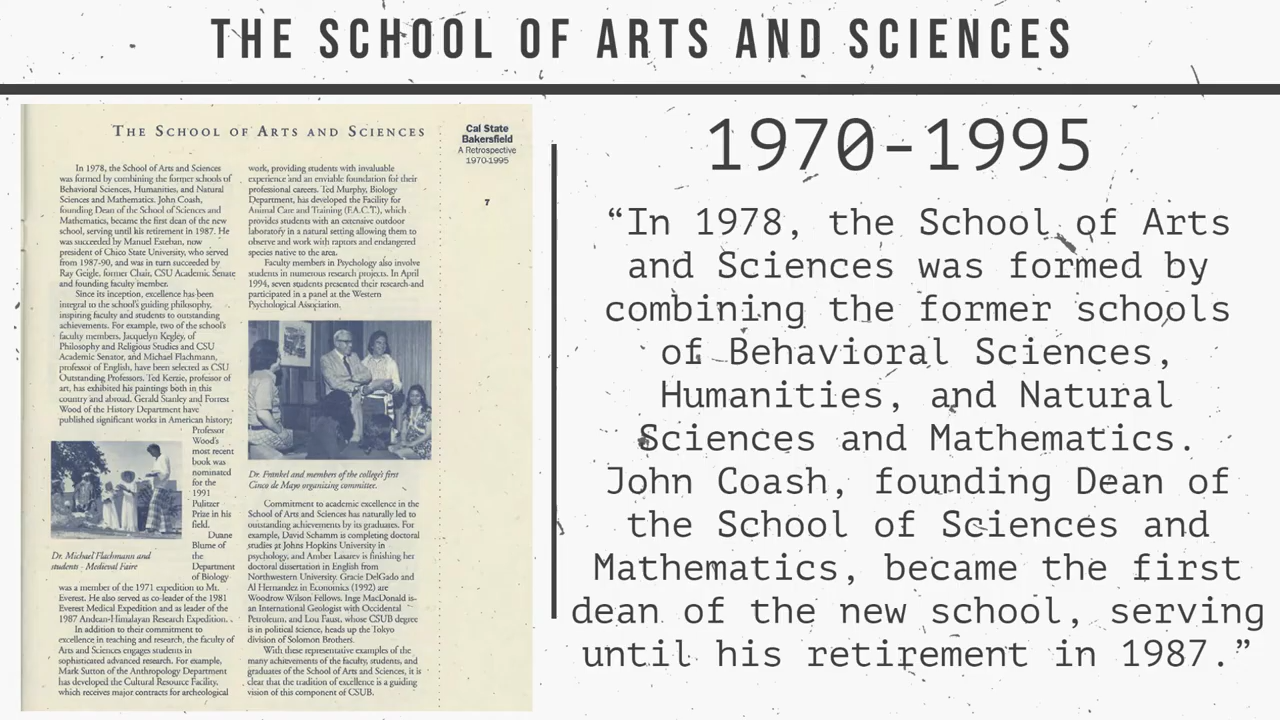 THE SCHOOL OF ARTS AND SCIENCES
THE SCHOOL OF ARTS AND SCIENCES
Cal State
Bakersfield
A Retrospective
1970-1995
7
In 1978, the School of Arts and Sciences
was formed by combining the former schools of
Behavioral Sciences, Humanities, and Natural
Sciences and Mathematics. John Coash,
founding Dean of the School of Sciences and
Mathematics, became the first dean of the new
school, serving until his retirement in 1987. He
was succeeded by Manuel Esteban, now
president of Chico State University, who served
from 1987-90, and was in turn succeeded by
Ray Geigle, former Chair, CSU Academic Senate
and founding faculty member.
Since its inception, excellence has been
integral to the school's guiding philosophy,
inspiring faculty and students to outstanding
achievements. For example, two of the school's
faculty members, Jacquelyn Kegley, of
Philosophy and Religious Studies and CSU
Academic Senator, and Michael Flachmann,
professor of English, have been selected as CSU
Outstanding Professors. Ted Kerzie, professor of
art, has exhibited his paintings both in this
country and abroad. Gerald Stanley and Forrest
Wood of the History Department have
published significant works in American history;
Professor
Wood's
most recent
book was
nominated
for the
1991
Pulitzer
Prize in his
field.
Duane
Blume of
the
Department
of Biology
Dr. Michael Flachmann and
students - Medieval Faire
was a member of the 1971 expedition to Mt.
Everest. He also served as co-leader of the 1981
Everest Medical Expedition and as leader of the
1987 Andean-Himalayan Research Expedition.
In addition to their commitment to
excellence in teaching and research, the faculty of
Arts and Sciences engages students in
sophisticated advanced research. For example,
Mark Sutton of the Anthropology Department
has developed the Cultural Resource Facility,
which receives major contracts for archeological
work, providing students with invaluable
experience and an enviable foundation for their
professional careers. Ted Murphy, Biology
Department, has developed the Facility for
Animal Care and Training (F.A.C.T.), which
provides students with an extensive outdoor
laboratory in a natural setting allowing them to
observe and work with raptors and endangered
species native to the area.
Faculty members in Psychology also involve
students in numerous research projects. In April
1994, seven students presented their research and
participated in a panel at the Western
Psychological Association.
Dr. Frankel and members of the college's first
Cinco de Mayo organizing committee.
Commitment to academic excellence in the
School of Arts and Sciences has naturally led to
outstanding achievements by its graduates. For
example, David Schamm is completing doctoral
studies at Johns Hopkins University in
psychology, and Amber Lazarev is finishing her
doctoral dissertation in English from
Northwestern University. Gracie DelGado and
Al Hernandez in Economics (1992) are
Woodrow Wilson Fellows. Inge MacDonald is
an International Geologist with Occidental
Petroleum, and Lou Faust, whose CSUB degree
is in political science, heads up the Tokyo
division of Solomon Brothers.
With these representative examples of the
many achievements of the faculty, students, and
graduates of the School of Arts and Sciences, it is
clear that the tradition of excellence is a guiding
vision of this component of CSUB.
1970-1995
“In 1978, the School of Arts
and Sciences was formed by
combining the former schools
of Behavioral Sciences,
Humanities, and Natural
Sciences and Mathematics.
John Coash, founding Dean of
the School of Sciences and
Mathematics, became the first
dean of the new school, serving
until his retirement in 1987.”